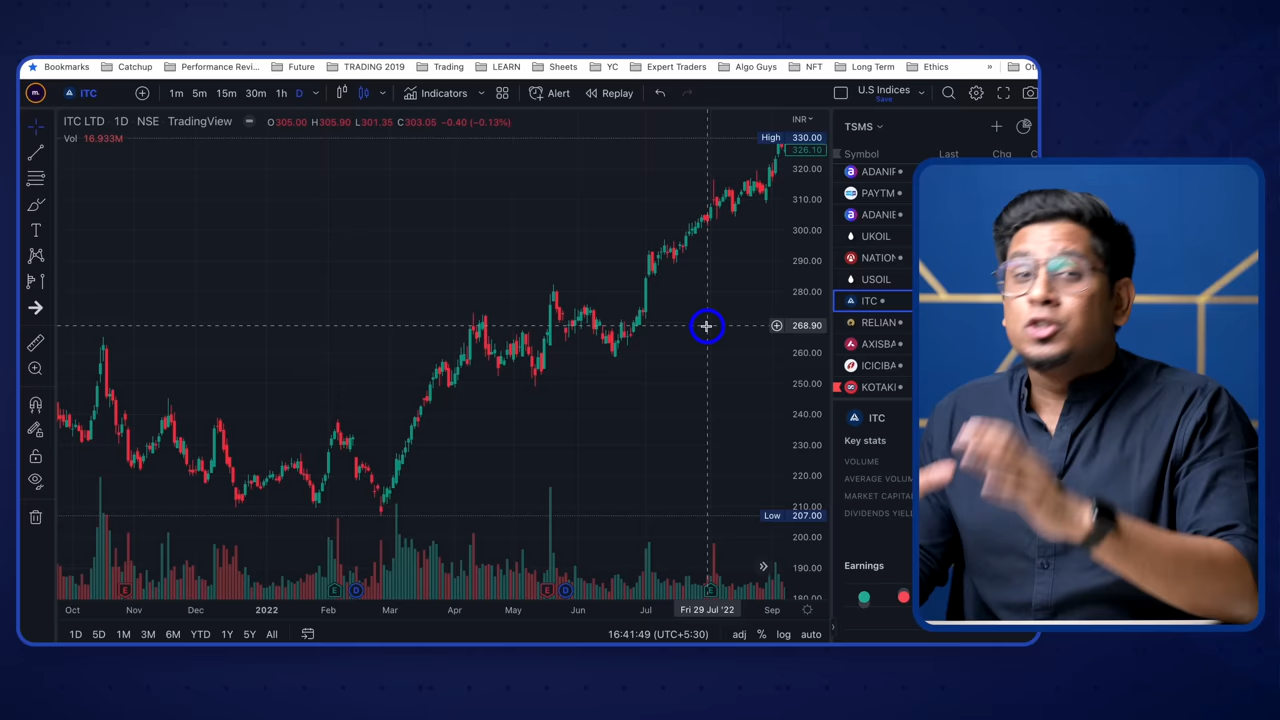 Bookmarks Catchup Performance Revi... Future TRADING 2019 Trading LEARN Sheets YC Expert Traders Algo Guys NFT Long Term Ethics » Ot
m. ITC 1m 5m 15m 30m 1h D Indicators Alert Replay U.S Indices
Save
ITC LTD 1D NSE TradingView O305.00 H305.90 L301.35 C303.05 −0.40 (−0.13%)
Vol 16.933M
INR
High 330.00
326.10
320.00
310.00
300.00
290.00
280.00
268.90
260.00
250.00
240.00
230.00
220.00
210.00
Low 207.00
200.00
190.00
180.00
Oct Nov Dec 2022 Feb Mar Apr May Jun Jul Fri 29 Jul '22 Sep
E E D E D E
1D 5D 1M 3M 6M YTD 1Y 5Y All 16:41:49 (UTC+5:30) adj % log auto
TSMS
Symbol Last Chg C
ADANIF
PAYTM
ADANIE
UKOIL
NATION
USOIL
ITC
RELIAN
AXISBA
ICICIBA
KOTAKI
ITC
Key stats
VOLUME
AVERAGE VOLUM
MARKET CAPITA
DIVIDENDS YIEL
Earnings